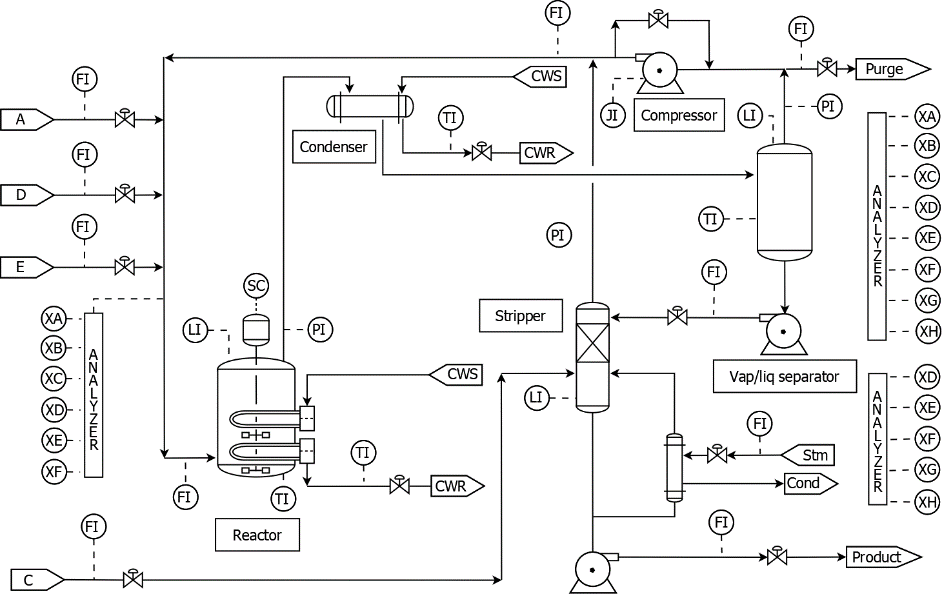 FI
FI
FI
Purge
CWS
PI
FI
JI
Compressor
LI
XA
A
TI
XB
Condenser
CWR
FI
XC
D
ANALYZER
XD
TI
FI
PI
XE
E
XF
FI
SC
XG
XA
LI
PI
Stripper
XH
XB
ANALYZER
XC
CWS
Vap/liq separator
XD
XD
LI
XE
XE
FI
ANALYZER
XF
TI
Stm
XF
FI
TI
CWR
Cond
XG
XH
Reactor
FI
FI
Product
C